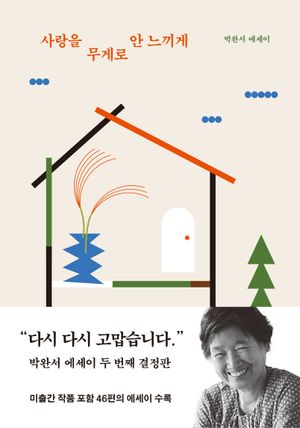 사랑을 무게로 안 느끼게
박완서 에세이
“다시 다시 고맙습니다.”
박완서 에세이 두 번째 결정판
미출간 작품 포함 46편의 에세이 수록